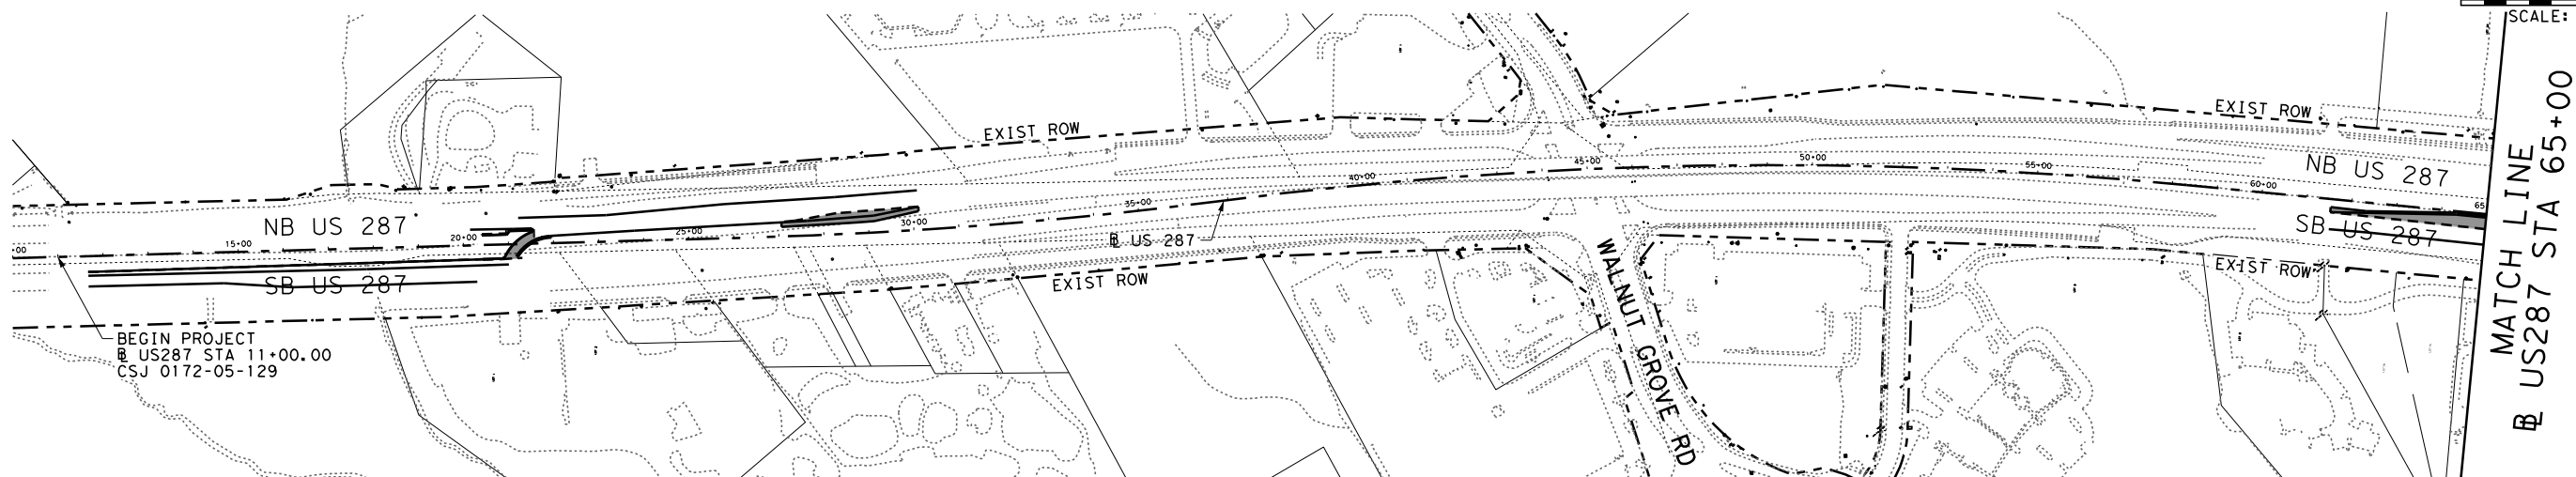 SCALE:
EXIST ROW
EXIST ROW
45+00
50+00
55+00
NB US 287
40+00
60+00
35+00
65
NB US 287
30+00
25+00
20+00
15+00
+00
℄ US 287
SB US 287
EXIST ROW
EXIST ROW
SB US 287
WALNUT GROVE RD
BEGIN PROJECT
B US287 STA 11+00.00
CSJ 0172-05-129
MATCH LINE
B US287 STA 65+00